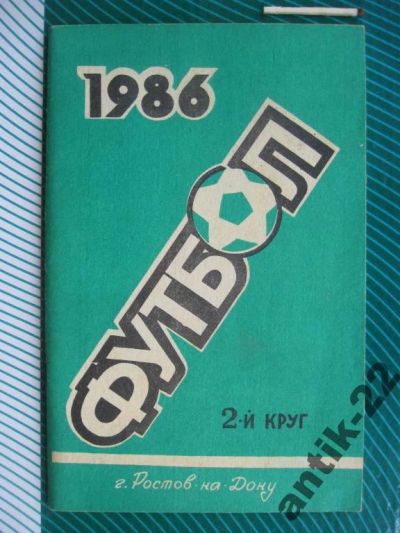 1986
ФУТБОЛ
2-й КРУГ
г. Ростов-на-Дону
antik-22